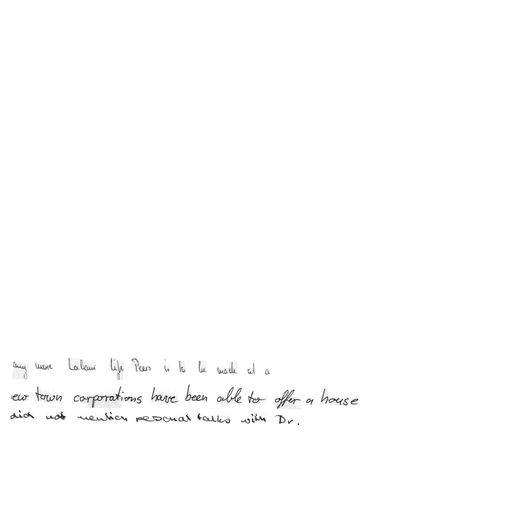 any more Labour Life Peers is to be made at a
ew town corporations have been able to offer a house
did not mention personal talks with Dr.